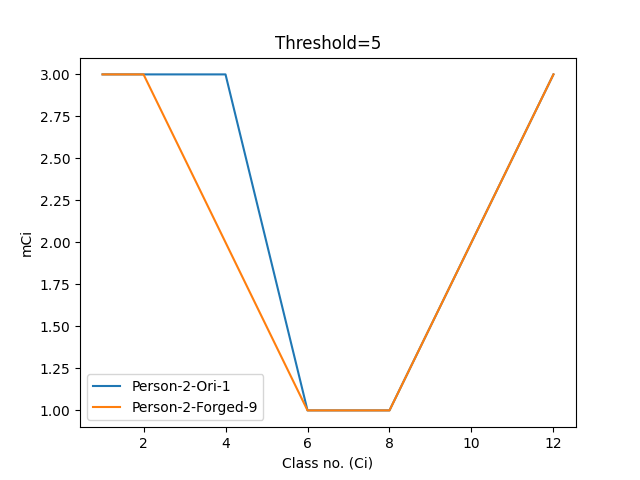 Threshold=5
3.00
2.75
2.50
2.25
2.00
1.75
1.50
1.25
1.00
mCi
Person-2-Ori-1
Person-2-Forged-9
2 4 6 8 10 12
Class no. (Ci)